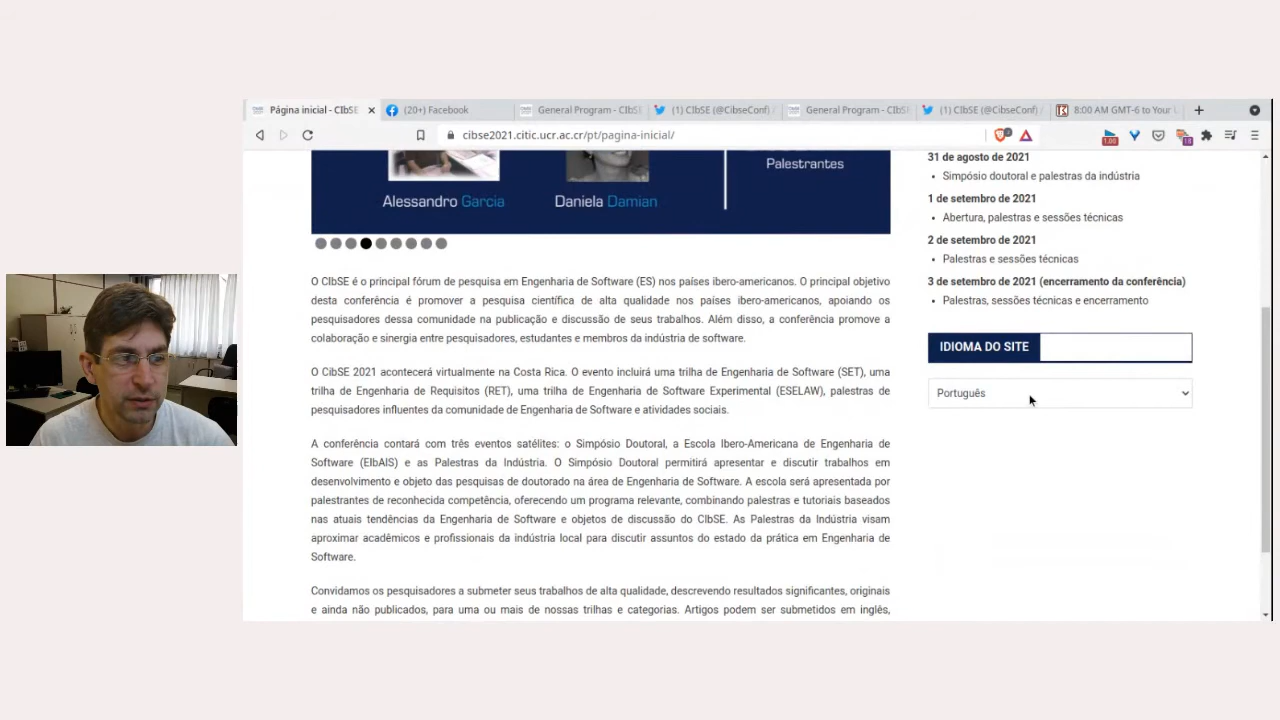 Página inicial - CIbSE
(20+) Facebook
General Program - CIbSE
(1) CIbSE (@CibseConf) /
General Program - CIbSE
(1) CIbSE (@CibseConf) /
8:00 AM GMT-6 to Your
cibse2021.citic.ucr.ac.cr/pt/pagina-inicial/
1.00
18
Alessandro Garcia
Daniela Damian
Palestrantes
O CIbSE é o principal fórum de pesquisa em Engenharia de Software (ES) nos países ibero-americanos. O principal objetivo
desta conferência é promover a pesquisa científica de alta qualidade nos países ibero-americanos, apoiando os
pesquisadores dessa comunidade na publicação e discussão de seus trabalhos. Além disso, a conferência promove a
colaboração e sinergia entre pesquisadores, estudantes e membros da indústria de software.
O CibSE 2021 acontecerá virtualmente na Costa Rica. O evento incluirá uma trilha de Engenharia de Software (SET), uma
trilha de Engenharia de Requisitos (RET), uma trilha de Engenharia de Software Experimental (ESELAW), palestras de
pesquisadores influentes da comunidade de Engenharia de Software e atividades sociais.
A conferência contará com três eventos satélites: o Simpósio Doutoral, a Escola Ibero-Americana de Engenharia de
Software (EIbAIS) e as Palestras da Indústria. O Simpósio Doutoral permitirá apresentar e discutir trabalhos em
desenvolvimento e objeto das pesquisas de doutorado na área de Engenharia de Software. A escola será apresentada por
palestrantes de reconhecida competência, oferecendo um programa relevante, combinando palestras e tutoriais baseados
nas atuais tendências da Engenharia de Software e objetos de discussão do CIbSE. As Palestras da Indústria visam
aproximar acadêmicos e profissionais da indústria local para discutir assuntos do estado da prática em Engenharia de
Software.
Convidamos os pesquisadores a submeter seus trabalhos de alta qualidade, descrevendo resultados significantes, originais
e ainda não publicados, para uma ou mais de nossas trilhas e categorias. Artigos podem ser submetidos em inglês,
31 de agosto de 2021
Simpósio doutoral e palestras da indústria
1 de setembro de 2021
Abertura, palestras e sessões técnicas
2 de setembro de 2021
Palestras e sessões técnicas
3 de setembro de 2021 (encerramento da conferência)
Palestras, sessões técnicas e encerramento
IDIOMA DO SITE
Português